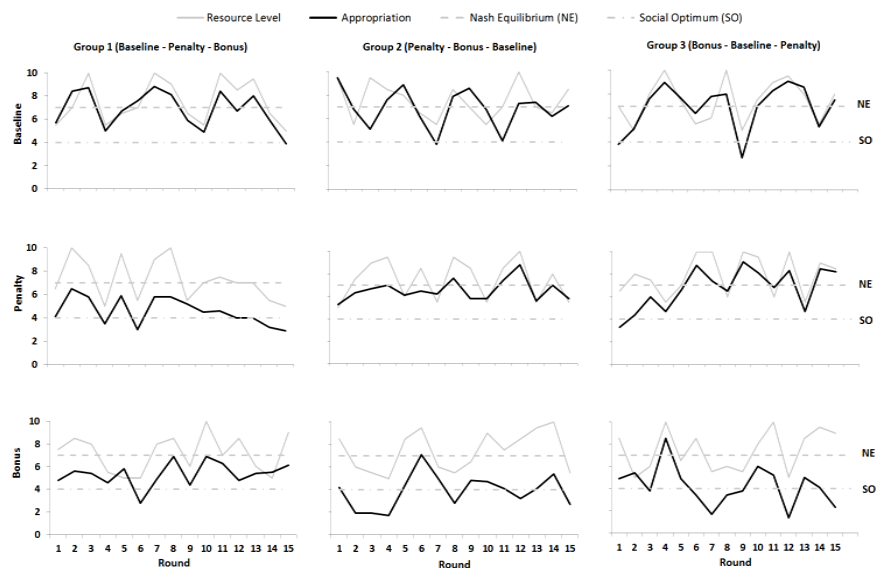 Resource Level Appropriation Nash Equilibrium (NE) Social Optimum (SO)
Group 1 (Baseline - Penalty - Bonus) Group 2 (Penalty - Bonus - Baseline) Group 3 (Bonus - Baseline - Penalty)
Baseline
10
8
6
4
2
0
NE
SO
Penalty
10
8
6
4
2
0
NE
SO
Bonus
10
8
6
4
2
0
NE
SO
1 2 3 4 5 6 7 8 9 10 11 12 13 14 15
Round
1 2 3 4 5 6 7 8 9 10 11 12 13 14 15
Round
1 2 3 4 5 6 7 8 9 10 11 12 13 14 15
Round